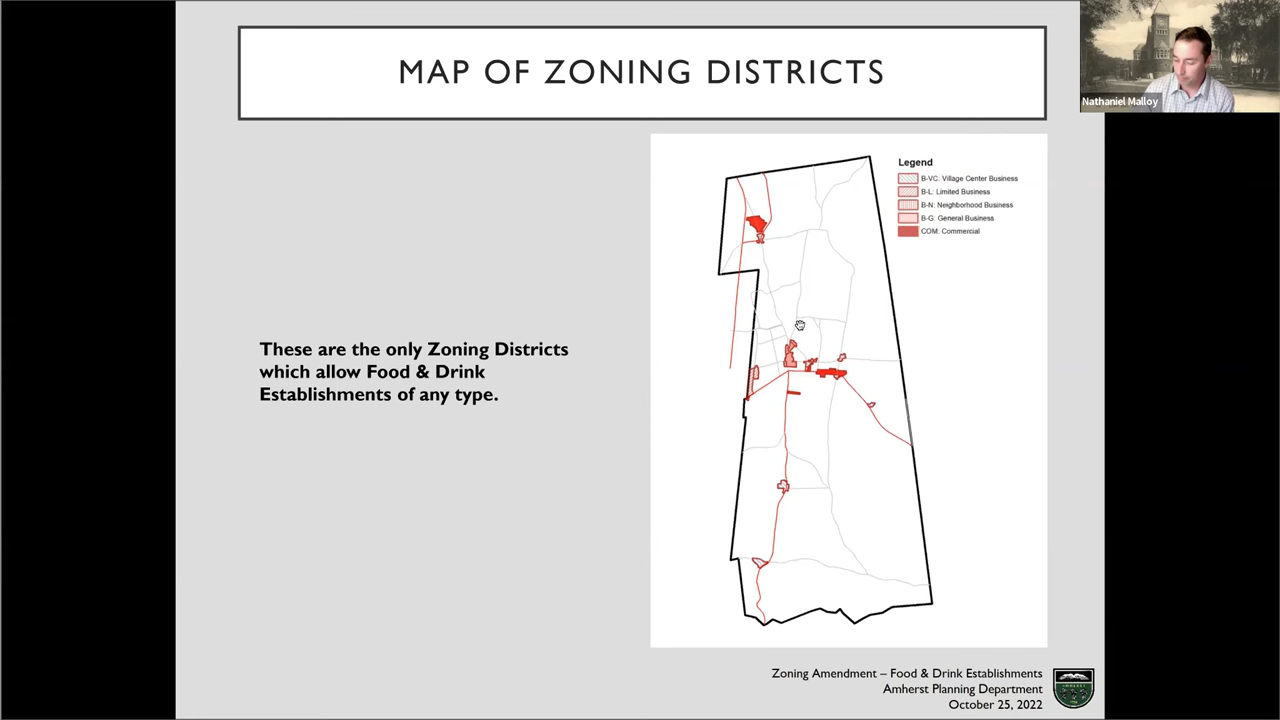 MAP OF ZONING DISTRICTS
Nathaniel Malloy
These are the only Zoning Districts
which allow Food & Drink
Establishments of any type.
Legend
B-VC: Village Center Business
B-L: Limited Business
B-N: Neighborhood Business
B-G: General Business
COM: Commercial
Zoning Amendment – Food & Drink Establishments
Amherst Planning Department
October 25, 2022